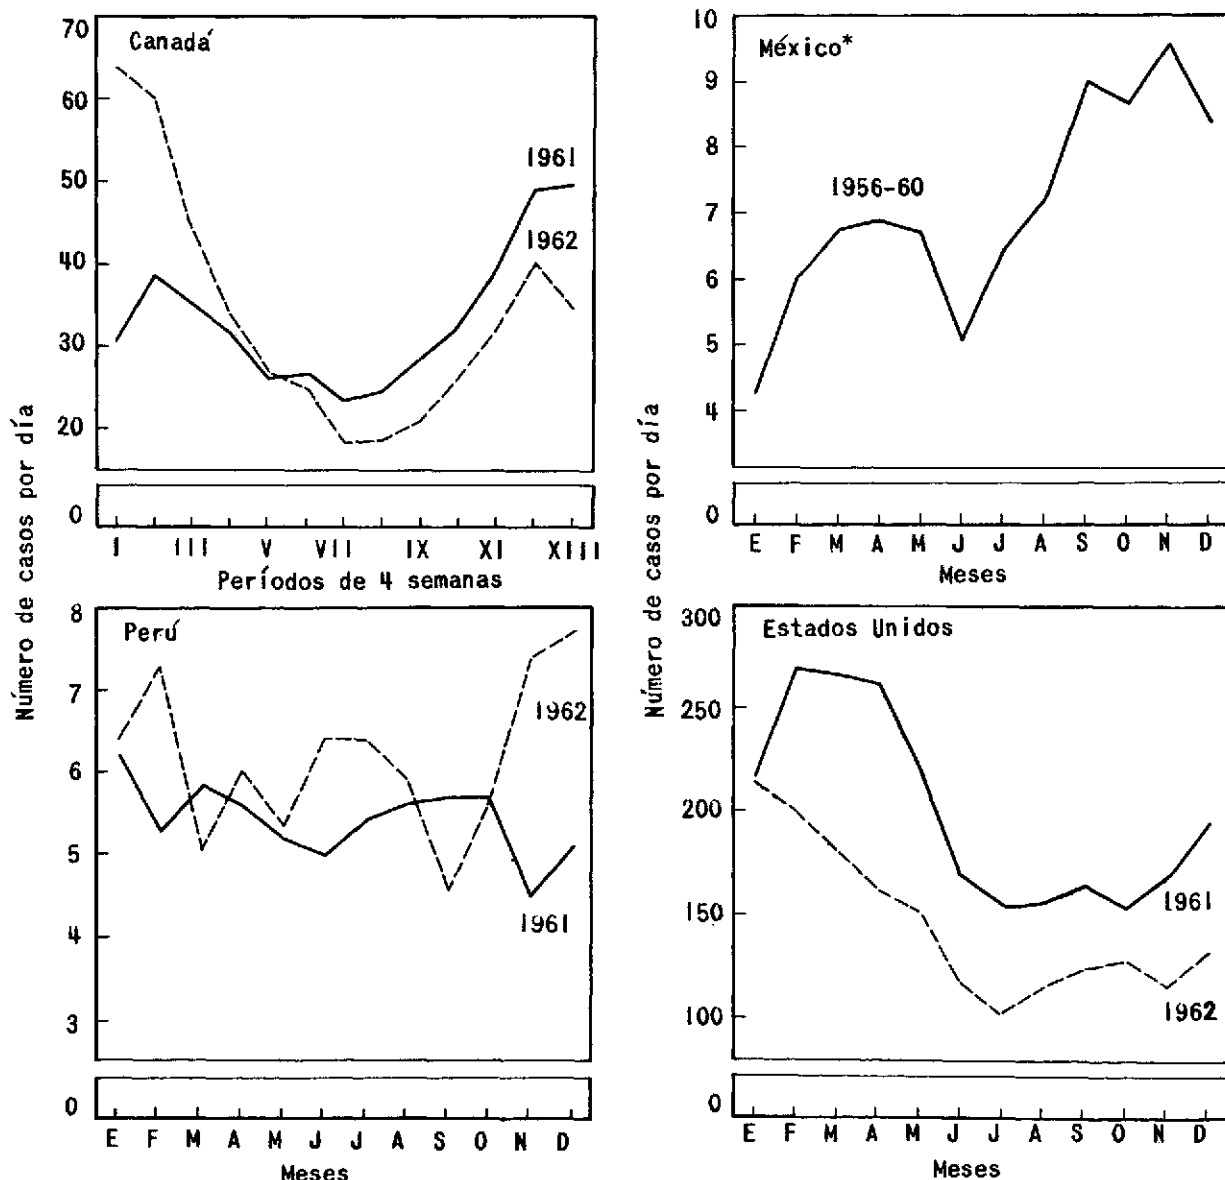 Número de casos por día
Canadá
70
60
50
40
30
20
0
1961
1962
I III V VII IX XI XIII
Períodos de 4 semanas
Número de casos por día
México*
10
9
8
7
6
5
4
0
1956-60
E F M A M J J A S O N D
Meses
Perú
8
7
6
5
4
3
0
1962
1961
E F M A M J J A S O N D
Meses
Estados Unidos
300
250
200
150
100
0
1961
1962
E F M A M J J A S O N D
Meses